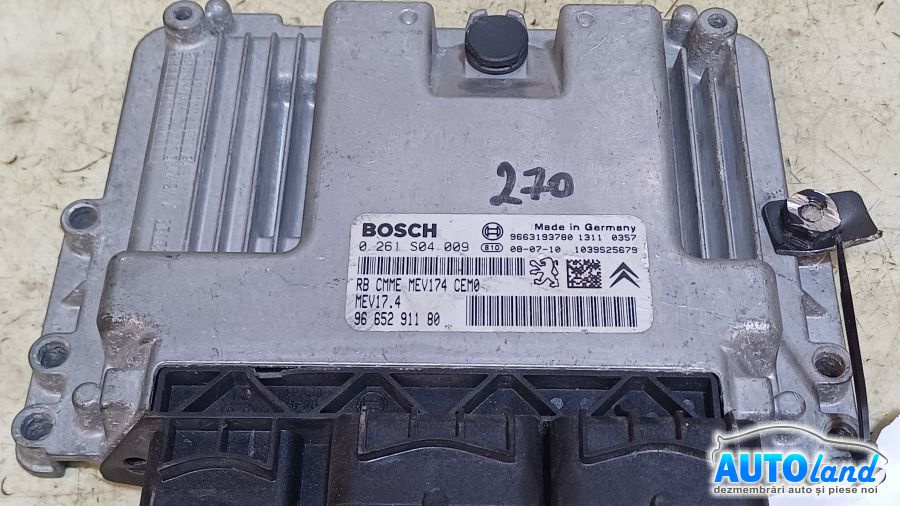 270
BOSCH
Made in Germany
9663193780 1311 0357
0 261 S04 009
810
08-07-10 1039S25679
RB CMME MEV174 CEM0
MEV17.4
96 652 911 80
AUTOland
dezmembrări auto și piese noi